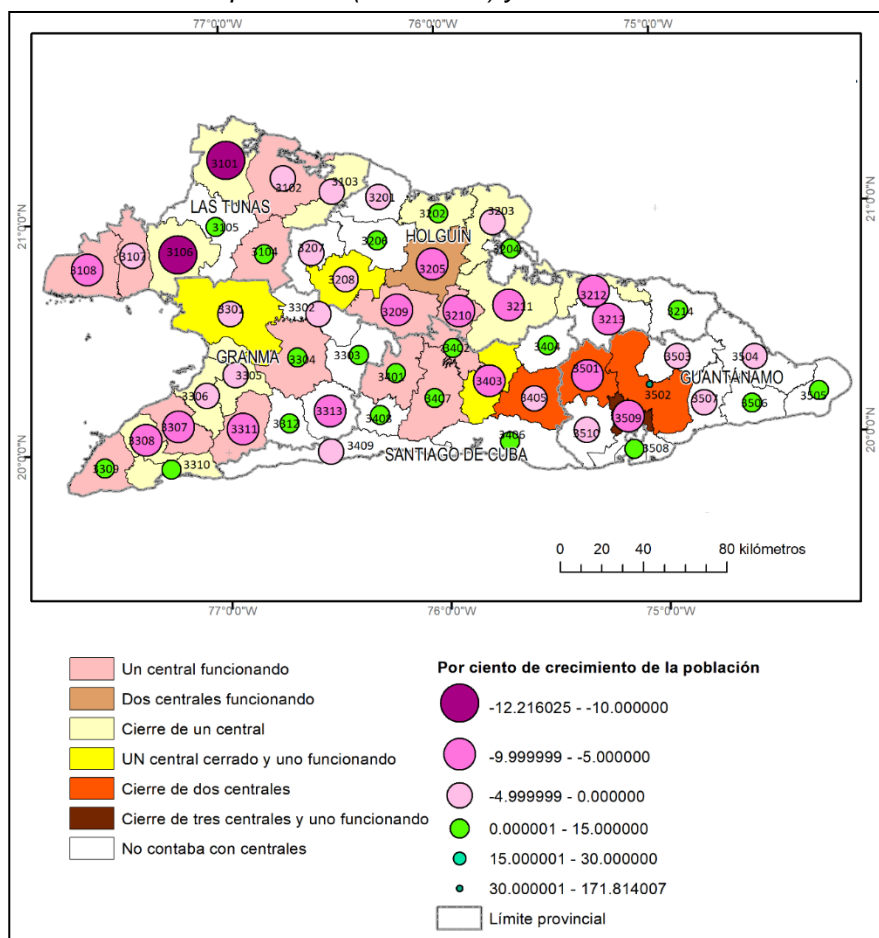 77°0'0"W 76°0'0"W 75°0'0"W
21°0'0"N
20°0'0"N
3101
3102
3103
3201
LAS TUNAS
3105
3202
3203
HOLGUÍN
3206
3204
3106
3104
3207
3205
3107
3108
3208
3212
3211
3301
3302
3209
3210
3213
3214
3402
3404
GRANMA
3304
3303
3503
3504
3305
3401
3403
3501
GUANTÁNAMO
3306
3407
3405
3502
3507
3506
3505
3307
3311
3312
3313
3408
3509
3308
3406
3510
3409
SANTIAGO DE CUBA
3508
3309
3310
21°0'0"N
20°0'0"N
0 20 40 80 kilómetros
77°0'0"W 76°0'0"W 75°0'0"W
Un central funcionando
Dos centrales funcionando
Cierre de un central
UN central cerrado y uno funcionando
Cierre de dos centrales
Cierre de tres centrales y uno funcionando
No contaba con centrales
Por ciento de crecimiento de la población
-12.216025 - -10.000000
-9.999999 - -5.000000
-4.999999 - 0.000000
0.000001 - 15.000000
15.000001 - 30.000000
30.000001 - 171.814007
Límite provincial